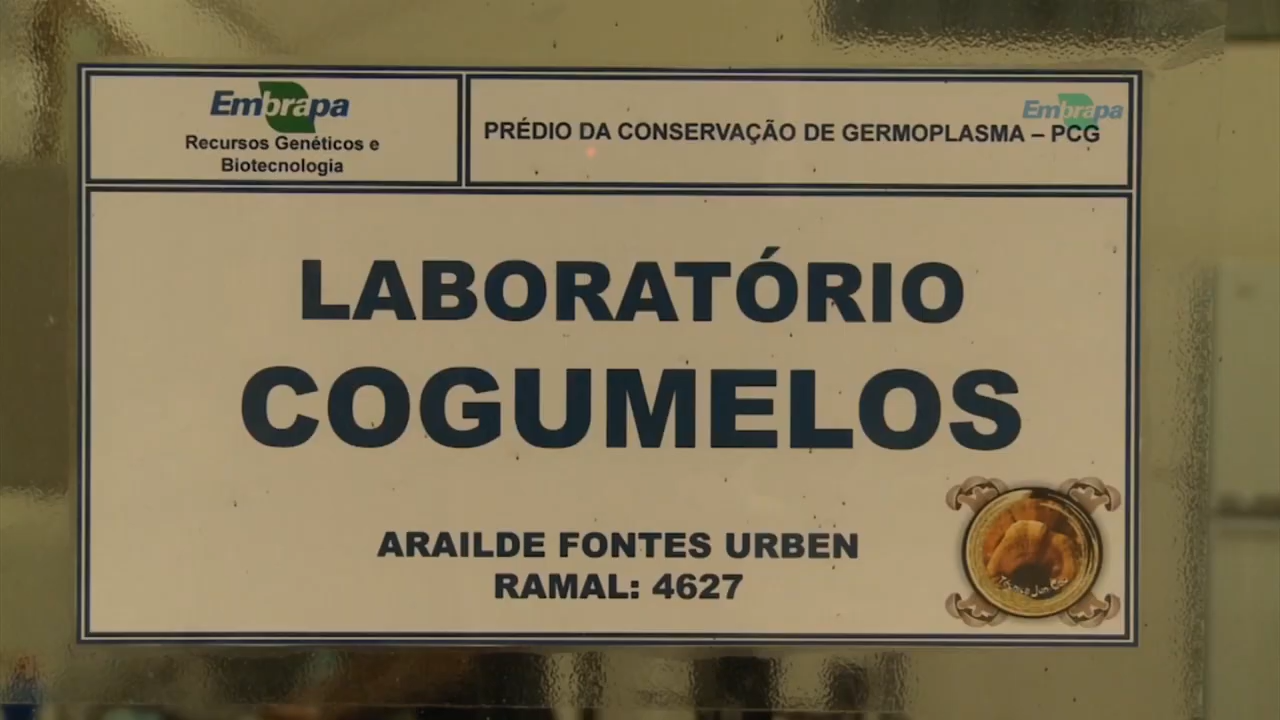 Embrapa
Recursos Genéticos e
Biotecnologia
PRÉDIO DA CONSERVAÇÃO DE GERMOPLASMA – PCG
Embrapa
LABORATÓRIO
COGUMELOS
ARAILDE FONTES URBEN
RAMAL: 4627